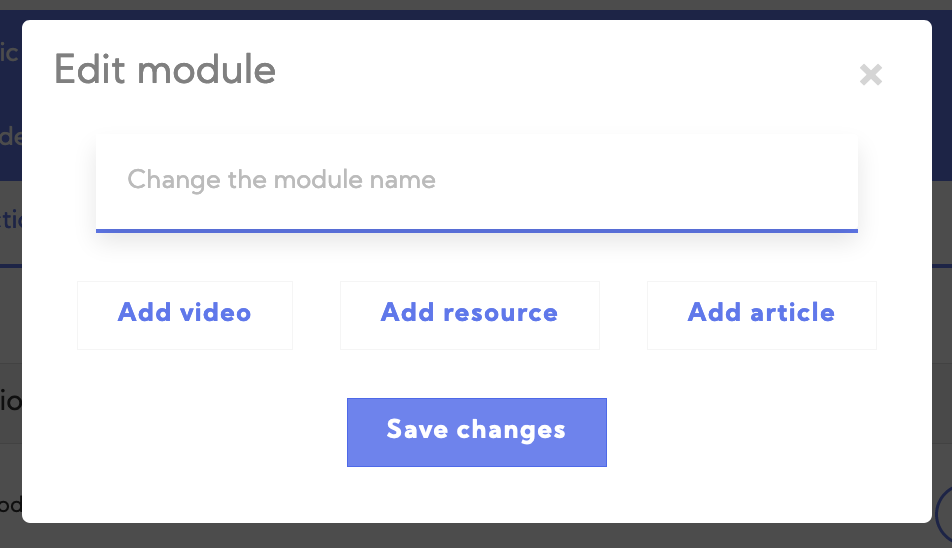 Edit module
Change the module name
Add video
Add resource
Add article
Save changes